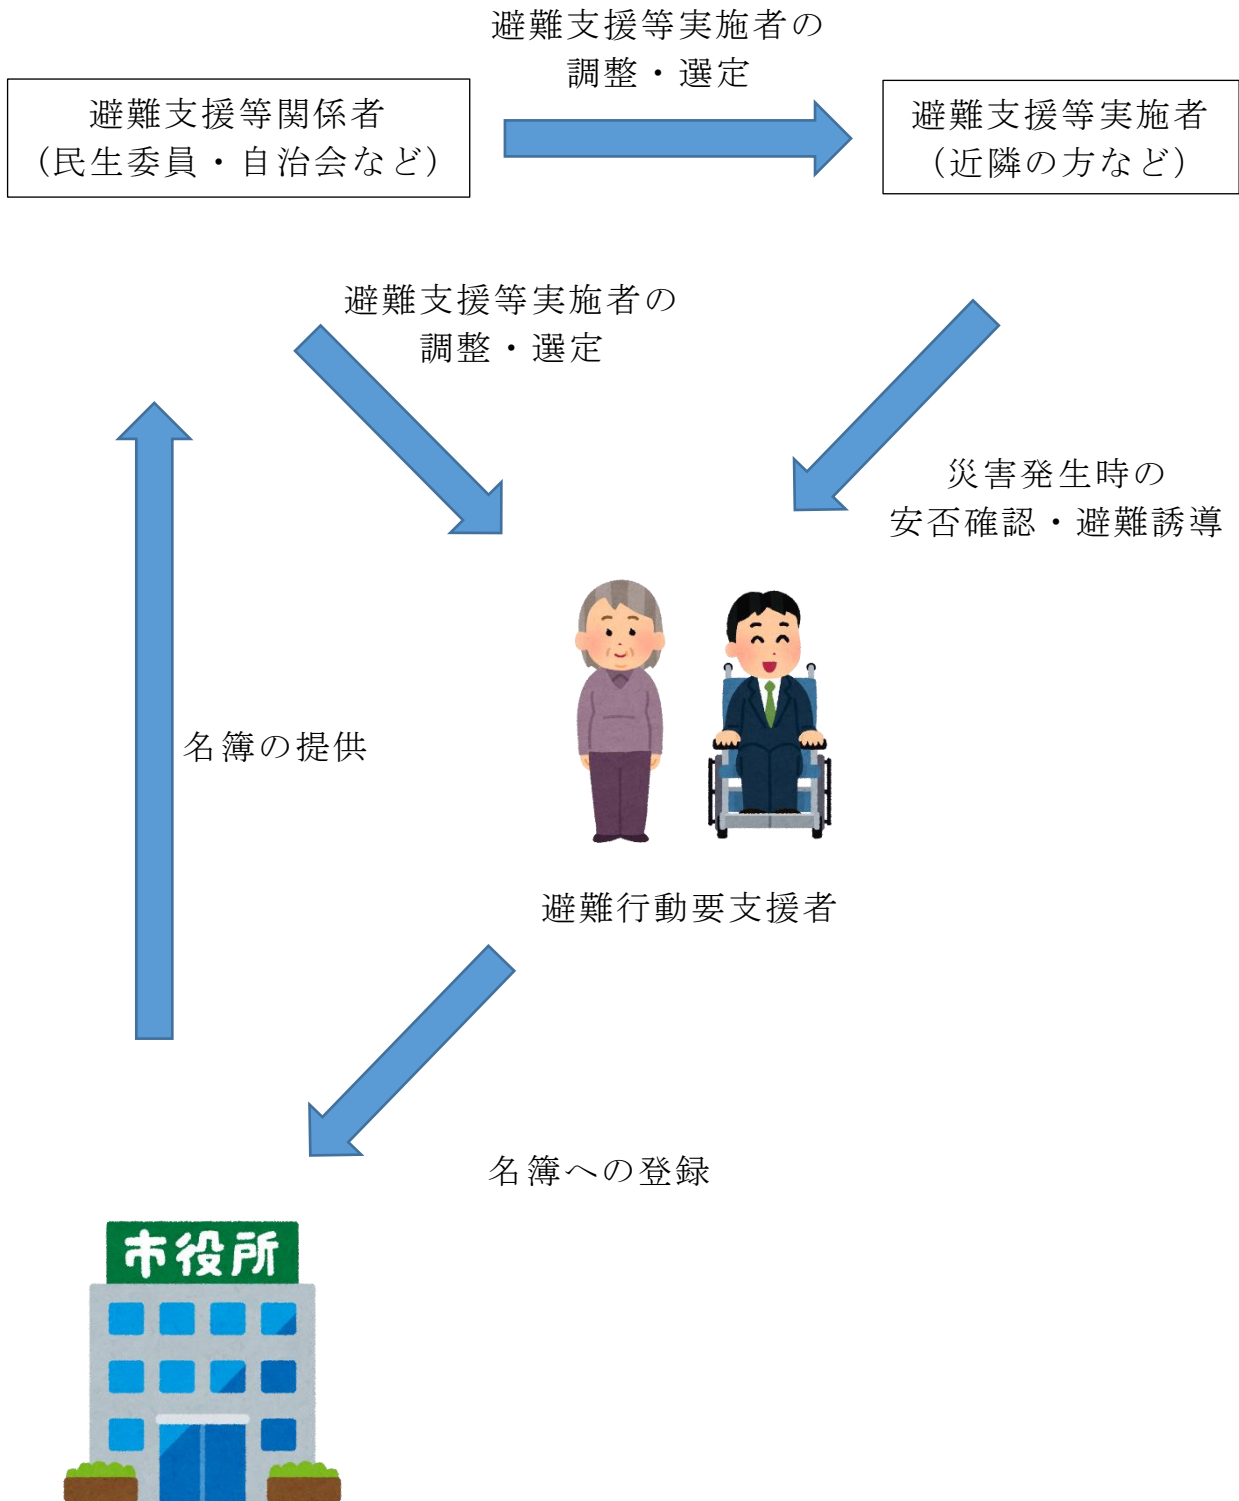 避難支援等実施者の
調整・選定
避難支援等関係者
（民生委員・自治会など）
避難支援等実施者
（近隣の方など）
避難支援等実施者の
調整・選定
災害発生時の
安否確認・避難誘導
名簿の提供
避難行動要支援者
名簿への登録
市役所